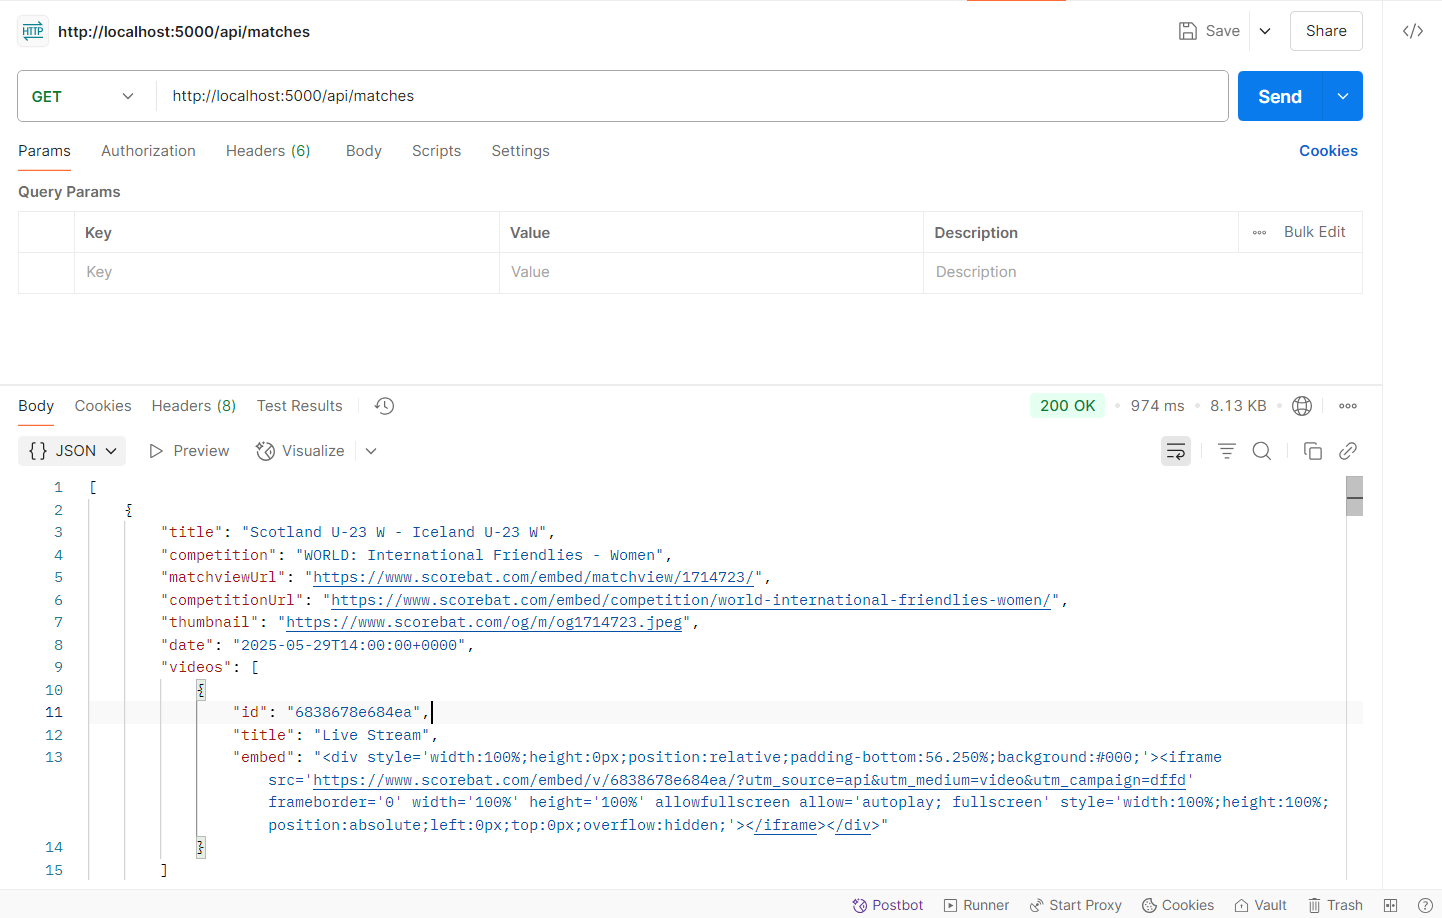 HTTP http://localhost:5000/api/matches Save Share
GET http://localhost:5000/api/matches Send
Params Authorization Headers (6) Body Scripts Settings Cookies
Query Params
Key Value Description Bulk Edit
Key Value Description
Body Cookies Headers (8) Test Results 200 OK 974 ms 8.13 KB
{} JSON Preview Visualize
1 [
2 {
3 "title": "Scotland U-23 W - Iceland U-23 W",
4 "competition": "WORLD: International Friendlies - Women",
5 "matchviewUrl": "https://www.scorebat.com/embed/matchview/1714723/",
6 "competitionUrl": "https://www.scorebat.com/embed/competition/world-international-friendlies-women/",
7 "thumbnail": "https://www.scorebat.com/og/m/og1714723.jpeg",
8 "date": "2025-05-29T14:00:00+0000",
9 "videos": [
10 {
11 "id": "6838678e684ea",
12 "title": "Live Stream",
13 "embed": "<div style='width:100%;height:0px;position:relative;padding-bottom:56.250%;background:#000;'><iframe
src='https://www.scorebat.com/embed/v/6838678e684ea/?utm_source=api&utm_medium=video&utm_campaign=dffd'
frameborder='0' width='100%' height='100%' allowfullscreen allow='autoplay; fullscreen' style='width:100%;height:100%;
position:absolute;left:0px;top:0px;overflow:hidden;'></iframe></div>"
14 }
15 ]
Postbot Runner Start Proxy Cookies Vault Trash